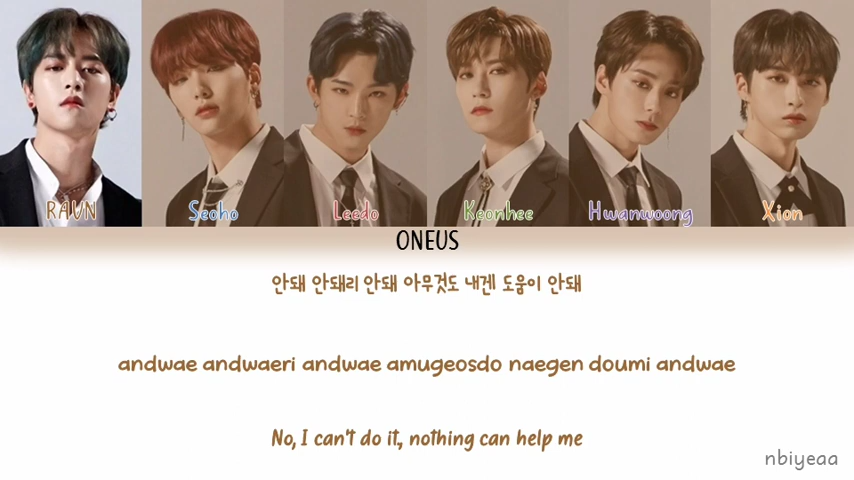 RAVN Seoho Leedo Keonhee Hwanwoong Xion
ONEUS
안돼 안돼리 안돼 아무것도 내겐 도움이 안돼
andwae andwaeri andwae amugeosdo naegen doumi andwae
No, I can't do it, nothing can help me
nbiyeaa